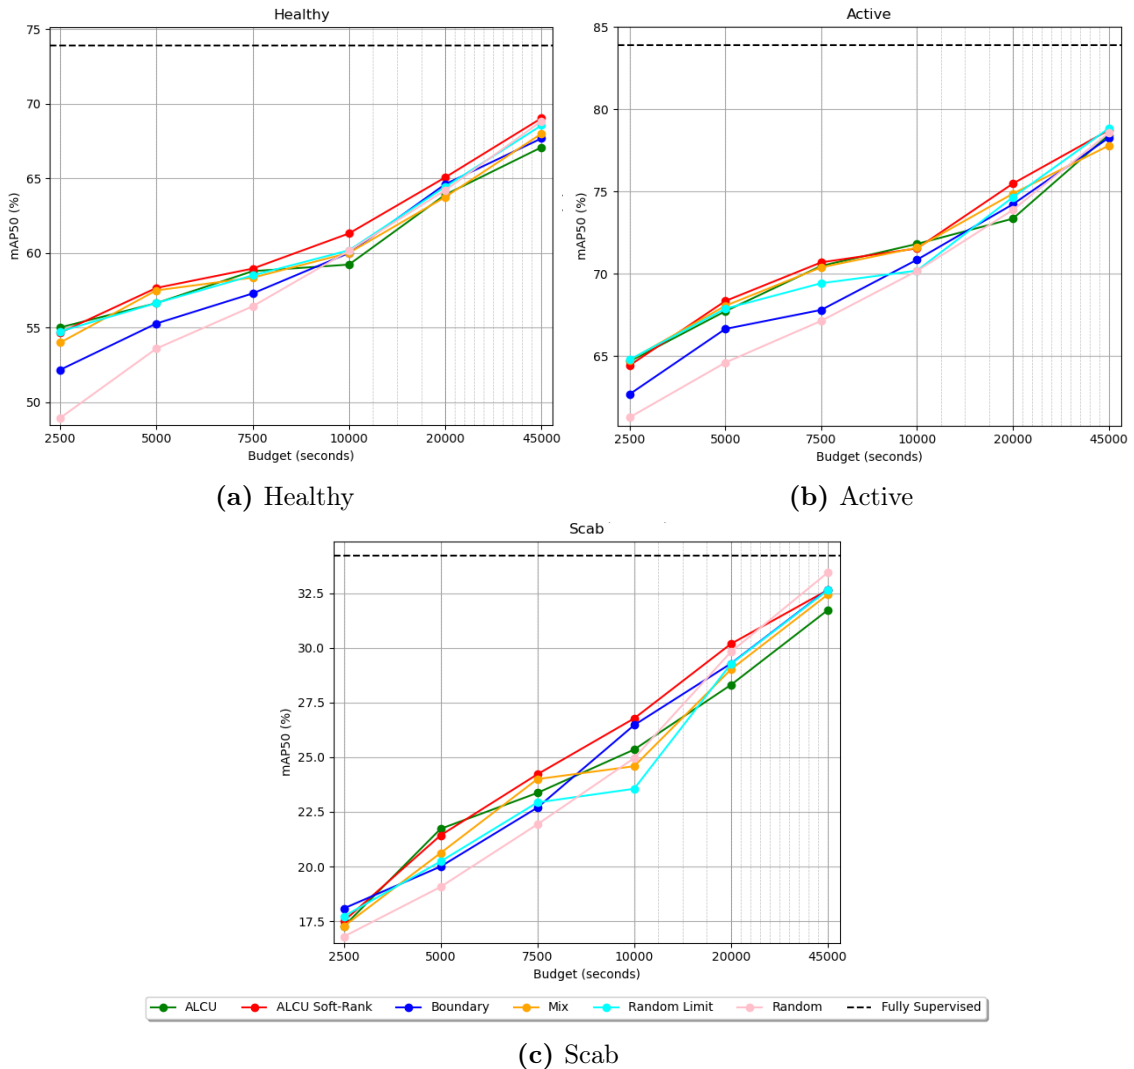 Healthy
mAP50 (%)
75
70
65
60
55
50
2500 5000 7500 10000 20000 45000
Budget (seconds)
(a) Healthy
Active
mAP50 (%)
85
80
75
70
65
2500 5000 7500 10000 20000 45000
Budget (seconds)
(b) Active
Scab
mAP50 (%)
32.5
30.0
27.5
25.0
22.5
20.0
17.5
2500 5000 7500 10000 20000 45000
Budget (seconds)
ALCU ALCU Soft-Rank Boundary Mix Random Limit Random Fully Supervised
(c) Scab